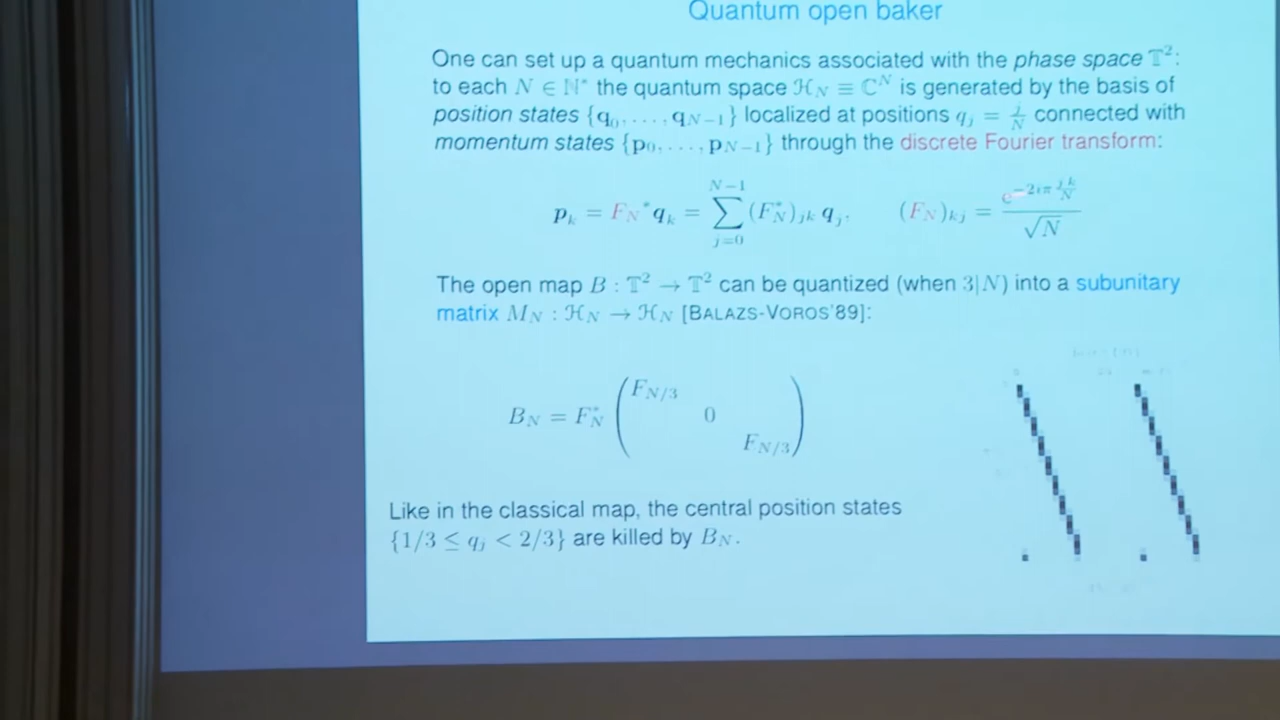 Quantum open baker
One can set up a quantum mechanics associated with the phase space 𝕋²:
to each N ∈ ℕ* the quantum space ℋ_N ≡ ℂ^N is generated by the basis of
position states {q_0, . . . , q_{N−1}} localized at positions q_j = j/N connected with
momentum states {p_0, . . . , p_{N−1}} through the discrete Fourier transform:
p_k = F_N* q_k = ∑_{j=0}^{N−1} (F_N*)_{jk} q_j, (F_N)_{kj} = e^{−2iπ jk/N} / √N
The open map B : 𝕋² → 𝕋² can be quantized (when 3|N) into a subunitary
matrix M_N : ℋ_N → ℋ_N [BALAZS-VOROS'89]:
B_N = F_N* ( F_{N/3} 0 F_{N/3} )
Like in the classical map, the central position states
{1/3 ≤ q_j < 2/3} are killed by B_N.